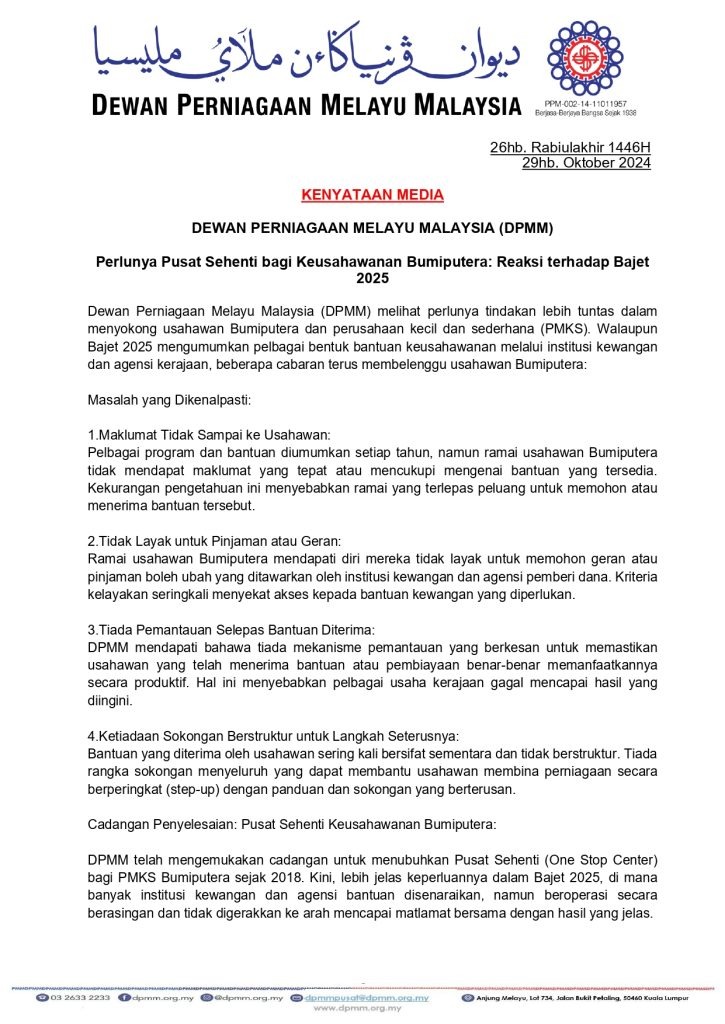 ديوان ڤرنياݢاءن ملايو مليسيا
DEWAN PERNIAGAAN MELAYU MALAYSIA
PPM-002-14-11011957
Berjasa-Berjaya Bangsa Sejak 1938
26hb. Rabiulakhir 1446H
29hb. Oktober 2024
KENYATAAN MEDIA
DEWAN PERNIAGAAN MELAYU MALAYSIA (DPMM)
Perlunya Pusat Sehenti bagi Keusahawanan Bumiputera: Reaksi terhadap Bajet
2025
Dewan Perniagaan Melayu Malaysia (DPMM) melihat perlunya tindakan lebih tuntas dalam
menyokong usahawan Bumiputera dan perusahaan kecil dan sederhana (PMKS). Walaupun
Bajet 2025 mengumumkan pelbagai bentuk bantuan keusahawanan melalui institusi kewangan
dan agensi kerajaan, beberapa cabaran terus membelenggu usahawan Bumiputera:
Masalah yang Dikenalpasti:
1.Maklumat Tidak Sampai ke Usahawan:
Pelbagai program dan bantuan diumumkan setiap tahun, namun ramai usahawan Bumiputera
tidak mendapat maklumat yang tepat atau mencukupi mengenai bantuan yang tersedia.
Kekurangan pengetahuan ini menyebabkan ramai yang terlepas peluang untuk memohon atau
menerima bantuan tersebut.
2.Tidak Layak untuk Pinjaman atau Geran:
Ramai usahawan Bumiputera mendapati diri mereka tidak layak untuk memohon geran atau
pinjaman boleh ubah yang ditawarkan oleh institusi kewangan dan agensi pemberi dana. Kriteria
kelayakan seringkali menyekat akses kepada bantuan kewangan yang diperlukan.
3.Tiada Pemantauan Selepas Bantuan Diterima:
DPMM mendapati bahawa tiada mekanisme pemantauan yang berkesan untuk memastikan
usahawan yang telah menerima bantuan atau pembiayaan benar-benar memanfaatkannya
secara produktif. Hal ini menyebabkan pelbagai usaha kerajaan gagal mencapai hasil yang
diingini.
4.Ketiadaan Sokongan Berstruktur untuk Langkah Seterusnya:
Bantuan yang diterima oleh usahawan sering kali bersifat sementara dan tidak berstruktur. Tiada
rangka sokongan menyeluruh yang dapat membantu usahawan membina perniagaan secara
berperingkat (step-up) dengan panduan dan sokongan yang berterusan.
Cadangan Penyelesaian: Pusat Sehenti Keusahawanan Bumiputera:
DPMM telah mengemukakan cadangan untuk menubuhkan Pusat Sehenti (One Stop Center)
bagi PMKS Bumiputera sejak 2018. Kini, lebih jelas keperluannya dalam Bajet 2025, di mana
banyak institusi kewangan dan agensi bantuan disenaraikan, namun beroperasi secara
berasingan dan tidak digerakkan ke arah mencapai matlamat bersama dengan hasil yang jelas.
03 2633 2233 dpmm.org.my @dpmm.org.my dpmmpusat@dpmm.org.my Anjung Melayu, Lot 734, Jalan Bukit Petaling, 50460 Kuala Lumpur
www.dpmm.org.my